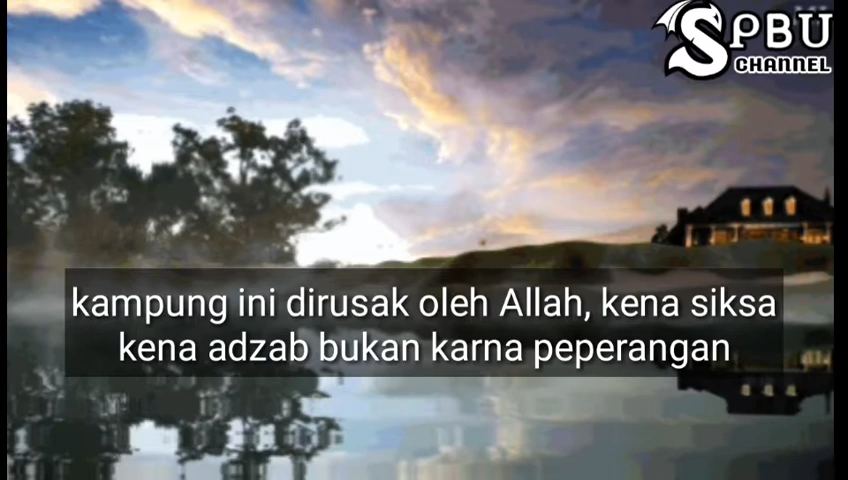 SPBU
CHANNEL
kampung ini dirusak oleh Allah, kena siksa
kena adzab bukan karna peperangan